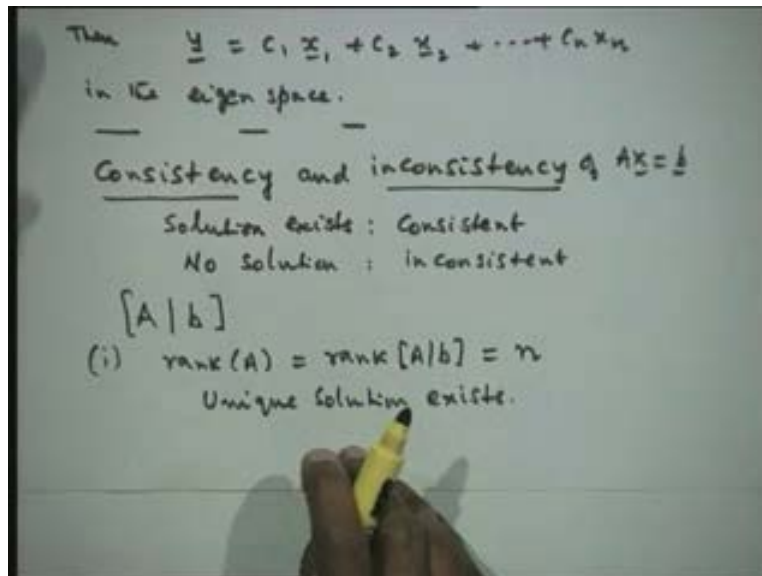 Then y = c₁ x₁ + c₂ x₂ + ----+ cₙ xₙ
in the eigen space.
Consistency and inconsistency of Ax = b
Solution exists : Consistent
No solution : inconsistent
[A | b]
(i) rank (A) = rank [A|b] = n
Unique Solution exists.